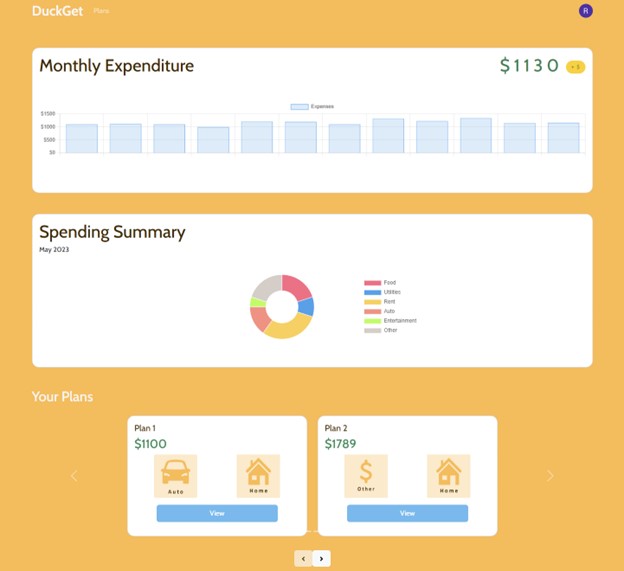 DuckGet Plans R
Monthly Expenditure $1130 + $
Expenses
$1500
$1000
$500
$0
Spending Summary
May 2023
Food
Utilities
Rent
Auto
Entertainment
Other
Your Plans
Plan 1
$1100
Auto Home
View
Plan 2
$1789
$
Other Home
View